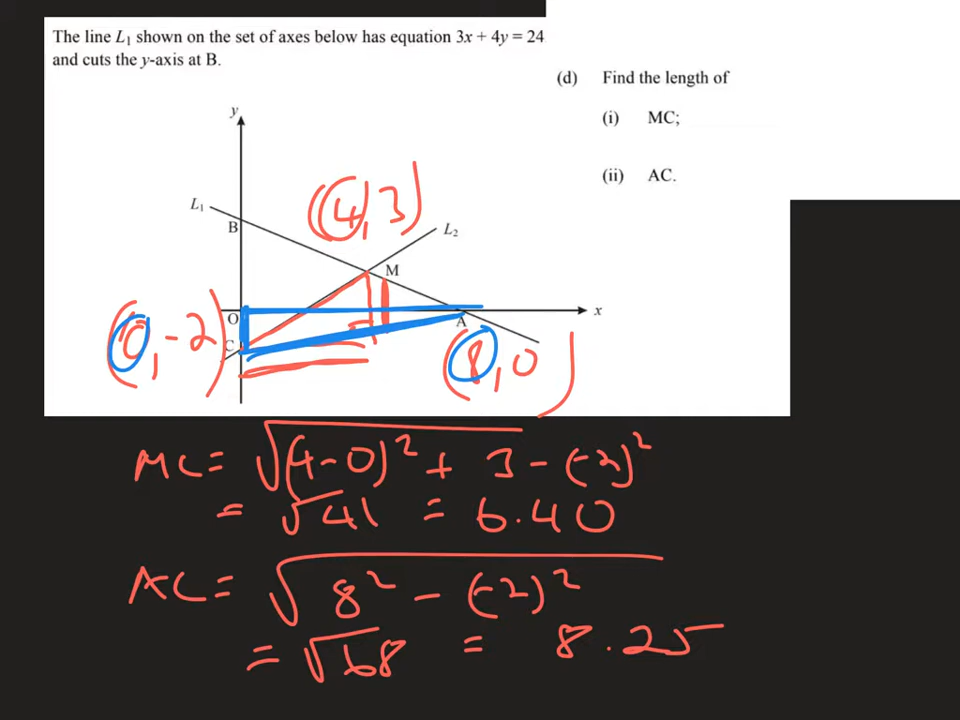 The line L₁ shown on the set of axes below has equation 3x + 4y = 24
and cuts the y-axis at B.
(d) Find the length of
(i) MC;
(ii) AC.
y
L₁
(4, 3)
B
L₂
M
O
x
A
(0, -2)
C
(8, 0)
MC = √(4-0)² + 3 - (-2)²
= √41 = 6.40
AC = √8² - (-2)²
= √68 = 8.25